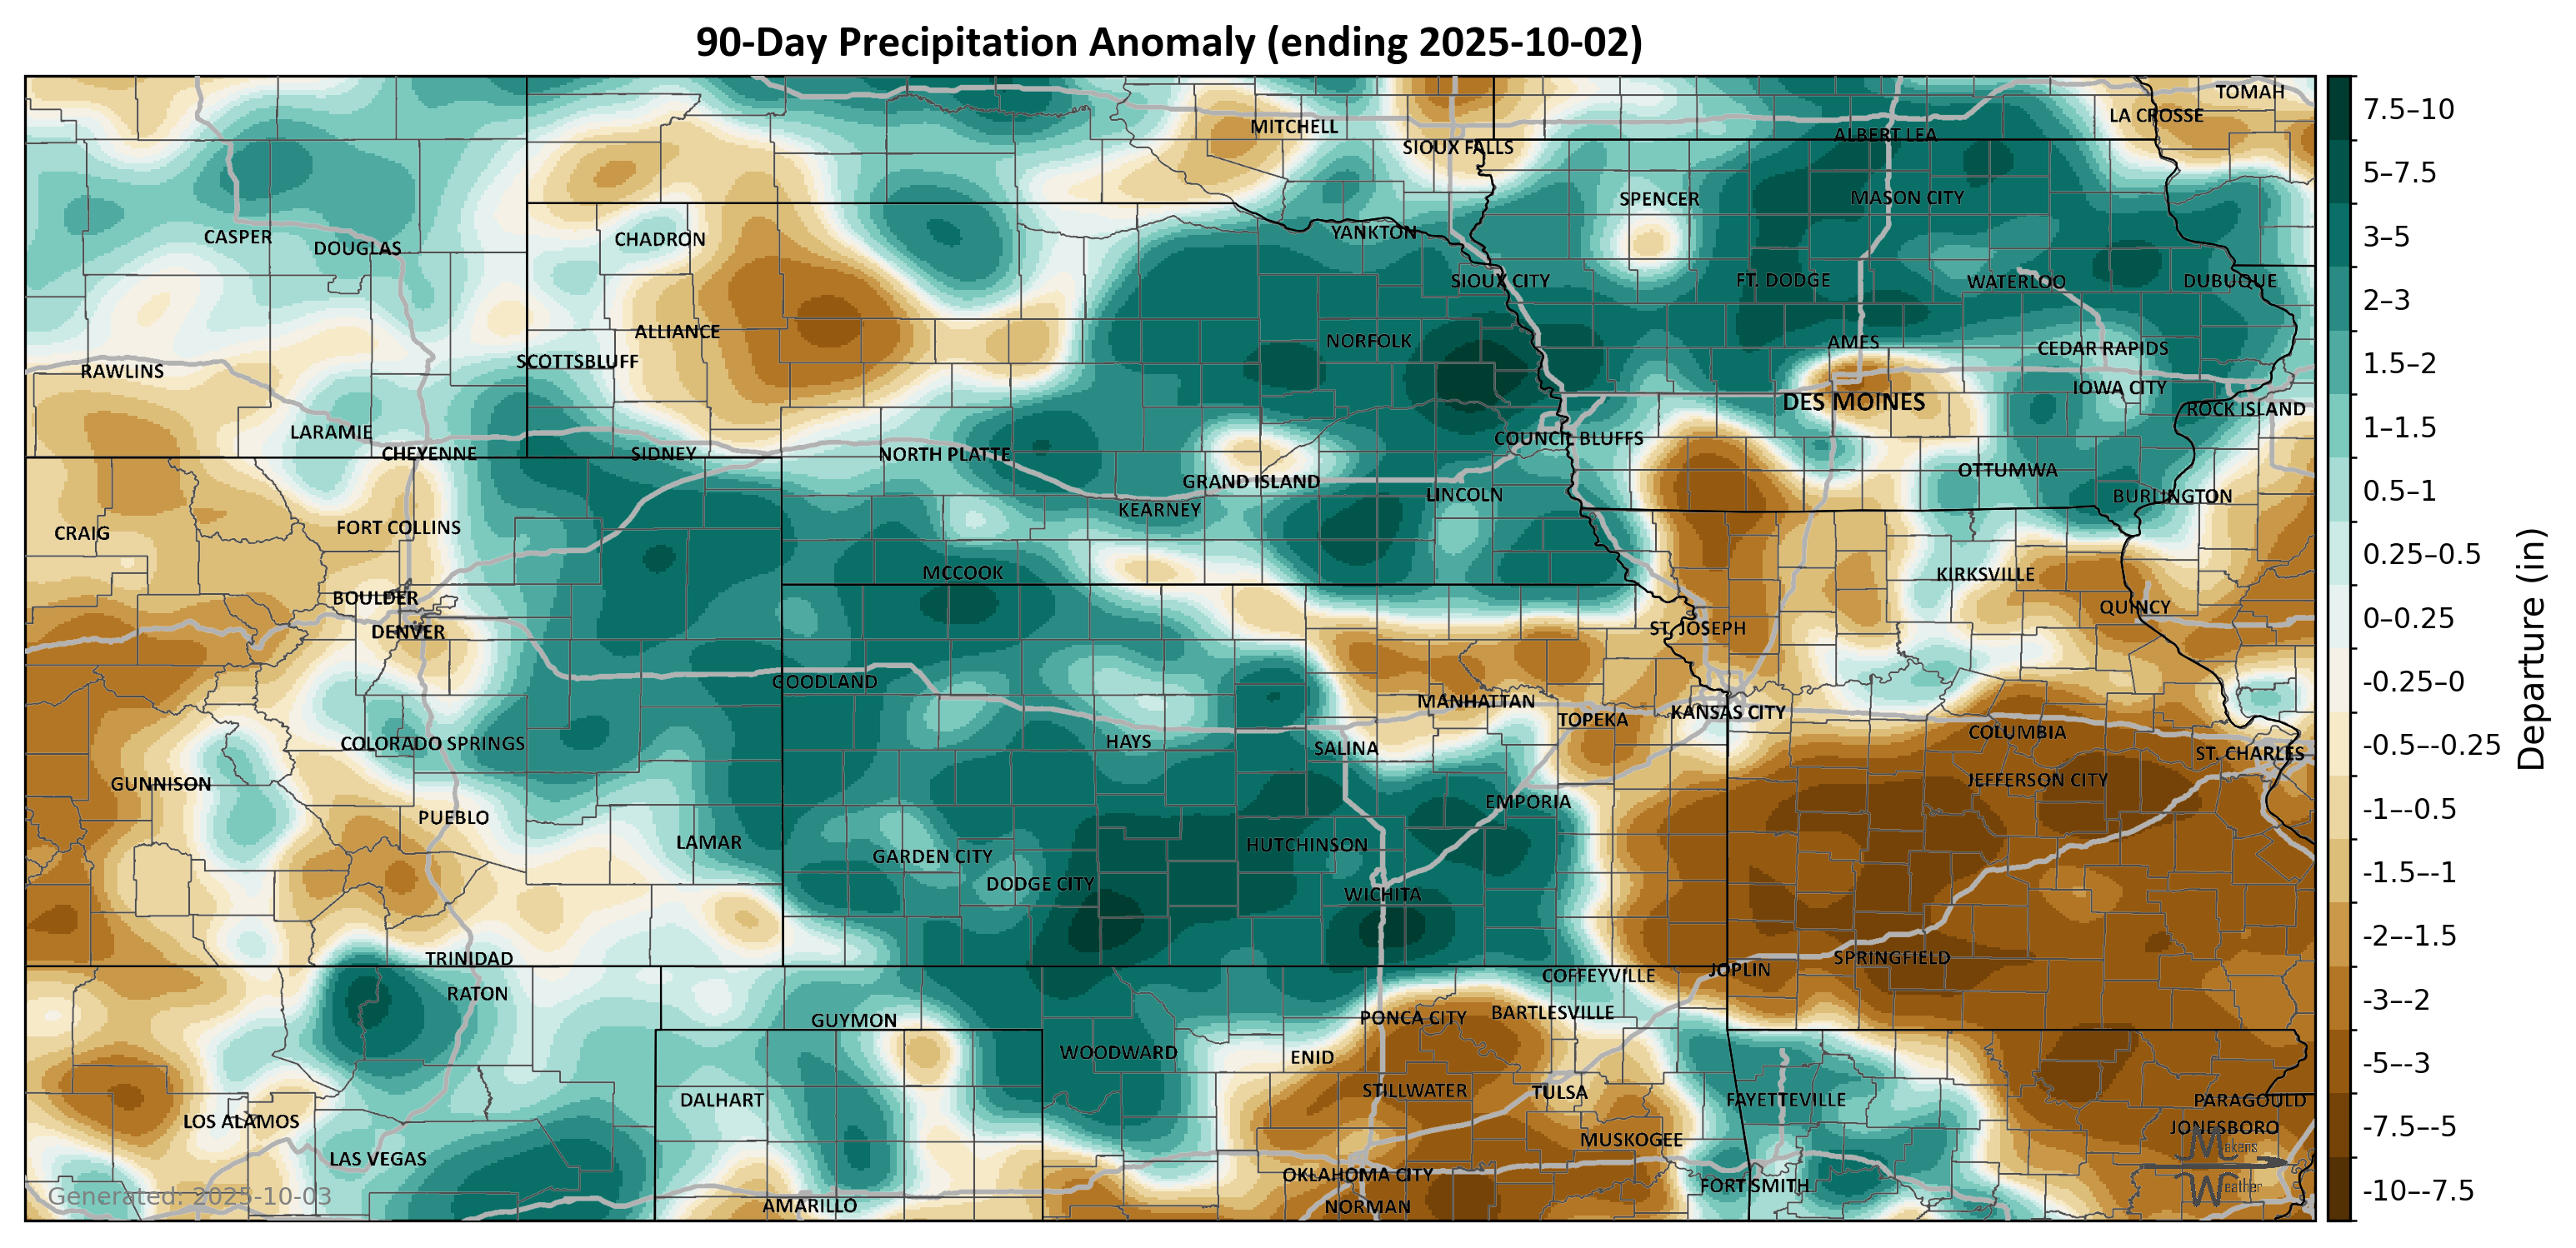 90-Day Precipitation Anomaly (ending 2025-10-02)
TOMAH
LA CROSSE
MITCHELL
ALBERT LEA
SIOUX FALLS
SPENCER
MASON CITY
CASPER
DOUGLAS
CHADRON
YANKTON
SIOUX CITY
FT. DODGE
WATERLOO
DUBUQUE
ALLIANCE
NORFOLK
AMES
CEDAR RAPIDS
SCOTTSBLUFF
RAWLINS
IOWA CITY
DES MOINES
ROCK ISLAND
LARAMIE
COUNCIL BLUFFS
CHEYENNE
SIDNEY
NORTH PLATTE
OTTUMWA
GRAND ISLAND
LINCOLN
BURLINGTON
KEARNEY
CRAIG
FORT COLLINS
MCCOOK
KIRKSVILLE
BOULDER
QUINCY
DENVER
ST. JOSEPH
GOODLAND
MANHATTAN
KANSAS CITY
TOPEKA
COLUMBIA
COLORADO SPRINGS
HAYS
SALINA
ST. CHARLES
GUNNISON
JEFFERSON CITY
EMPORIA
PUEBLO
LAMAR
HUTCHINSON
GARDEN CITY
DODGE CITY
WICHITA
TRINIDAD
SPRINGFIELD
COFFEYVILLE
JOPLIN
RATON
GUYMON
PONCA CITY
BARTLESVILLE
WOODWARD
ENID
STILLWATER
TULSA
DALHART
FAYETTEVILLE
PARAGOULD
LOS ALAMOS
JONESBORO
MUSKOGEE
LAS VEGAS
OKLAHOMA CITY
FORT SMITH
AMARILLO
NORMAN
Makens
Weather
Generated: 2025-10-03
7.5–10
5–7.5
3–5
2–3
1.5–2
1–1.5
0.5–1
0.25–0.5
0–0.25
-0.25–0
-0.5–-0.25
-1–-0.5
-1.5–-1
-2–-1.5
-3–-2
-5–-3
-7.5–-5
-10–-7.5
Departure (in)